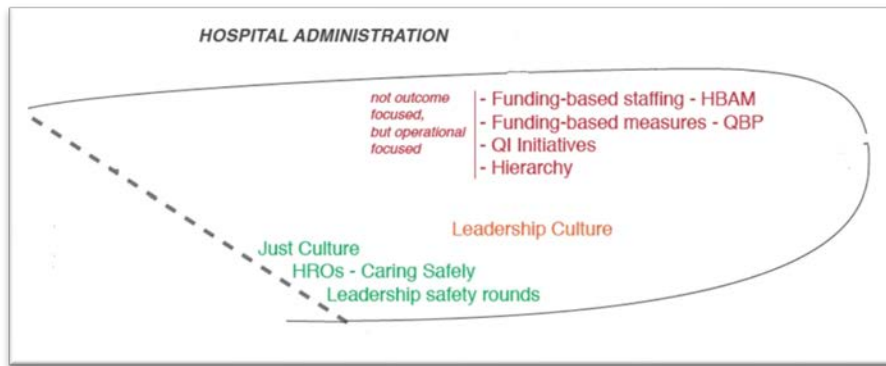 HOSPITAL ADMINISTRATION
not outcome
focused,
but operational
focused
- Funding-based staffing - HBAM
- Funding-based measures - QBP
- QI Initiatives
- Hierarchy
Leadership Culture
Just Culture
HROs - Caring Safely
Leadership safety rounds